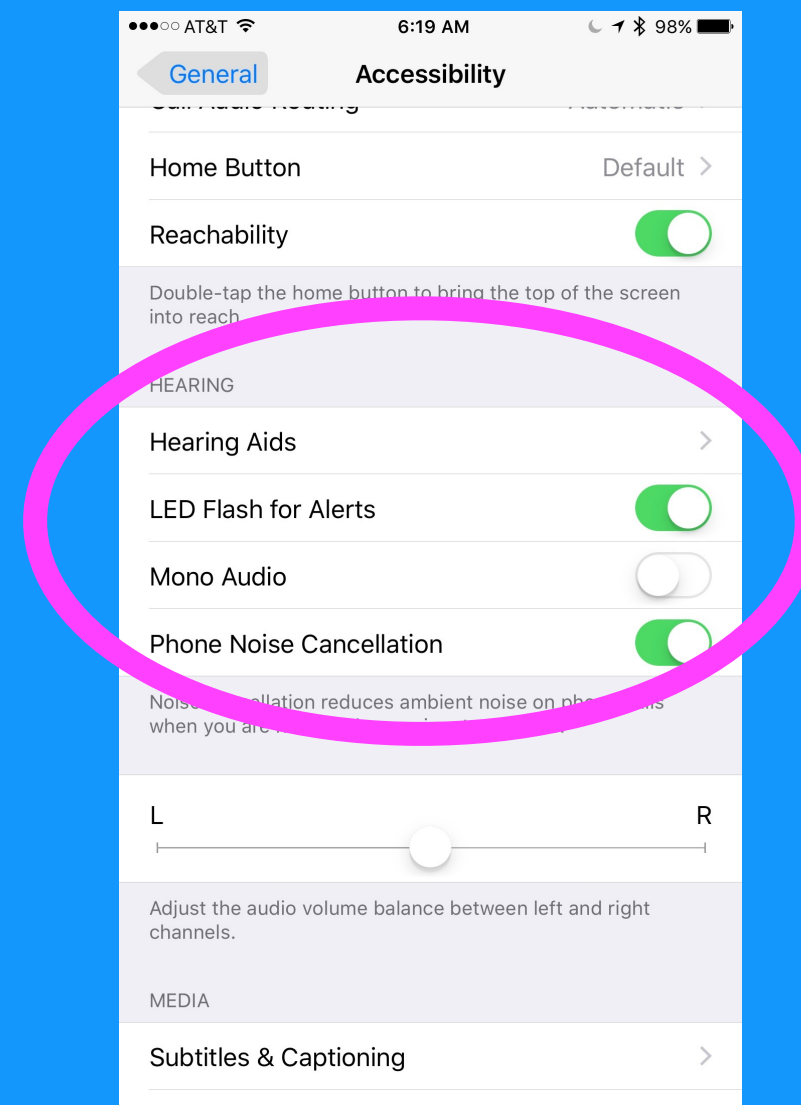 AT&T 6:19 AM 98%
General Accessibility
Home Button Default
Reachability
Double-tap the home button to bring the top of the screen
into reach
HEARING
Hearing Aids
LED Flash for Alerts
Mono Audio
Phone Noise Cancellation
reduces ambient noise on
when you are
L R
Adjust the audio volume balance between left and right
channels.
MEDIA
Subtitles & Captioning